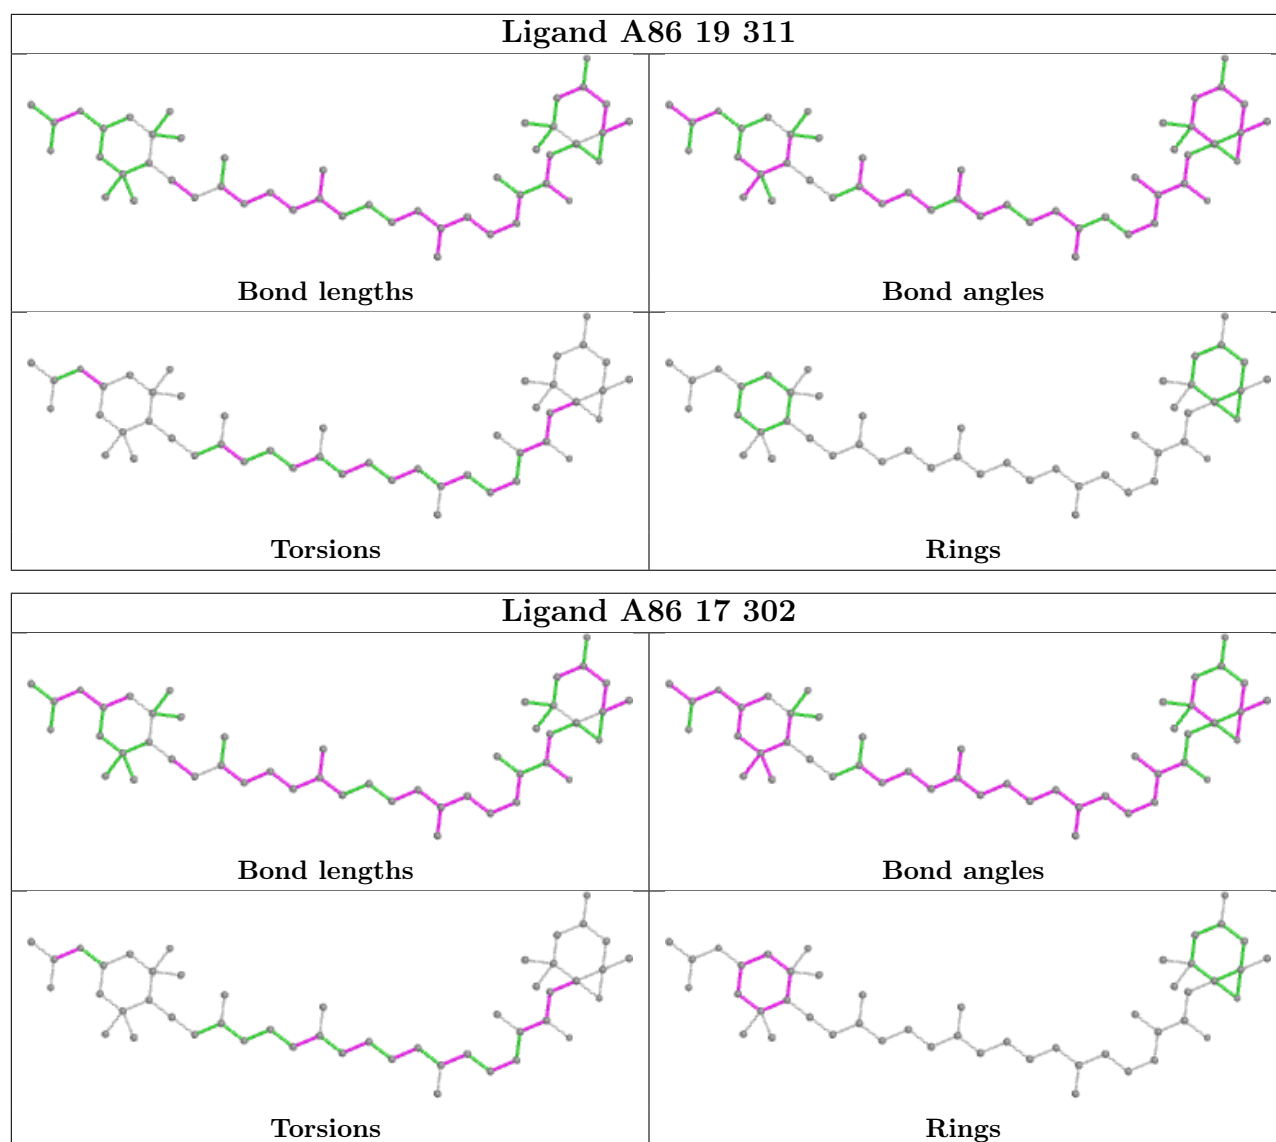 Ligand A86 19 311
Bond lengths
Bond angles
Torsions
Rings
Ligand A86 17 302
Bond lengths
Bond angles
Torsions
Rings